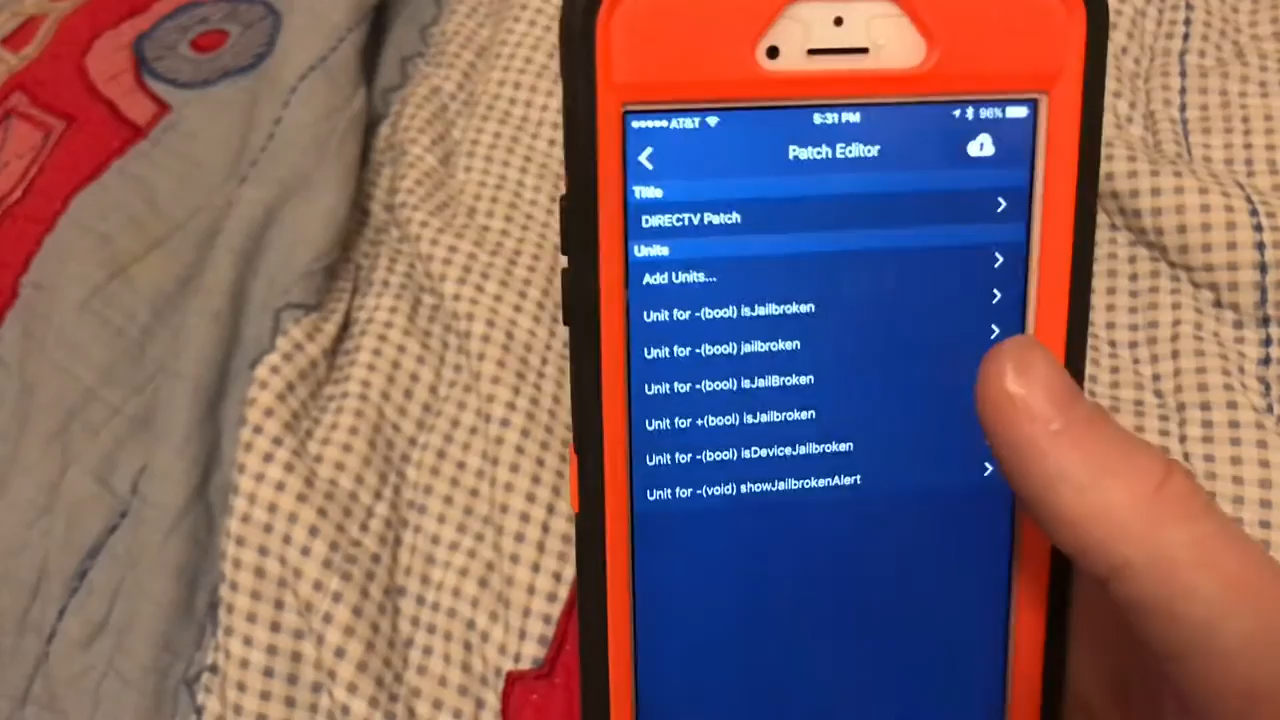 AT&T 5:31 PM 96%
Patch Editor
Title
DIRECTV Patch
Units
Add Units...
Unit for -(bool) isJailbroken
Unit for -(bool) jailbroken
Unit for -(bool) isJailBroken
Unit for +(bool) isJailbroken
Unit for -(bool) isDeviceJailbroken
Unit for -(void) showJailbrokenAlert